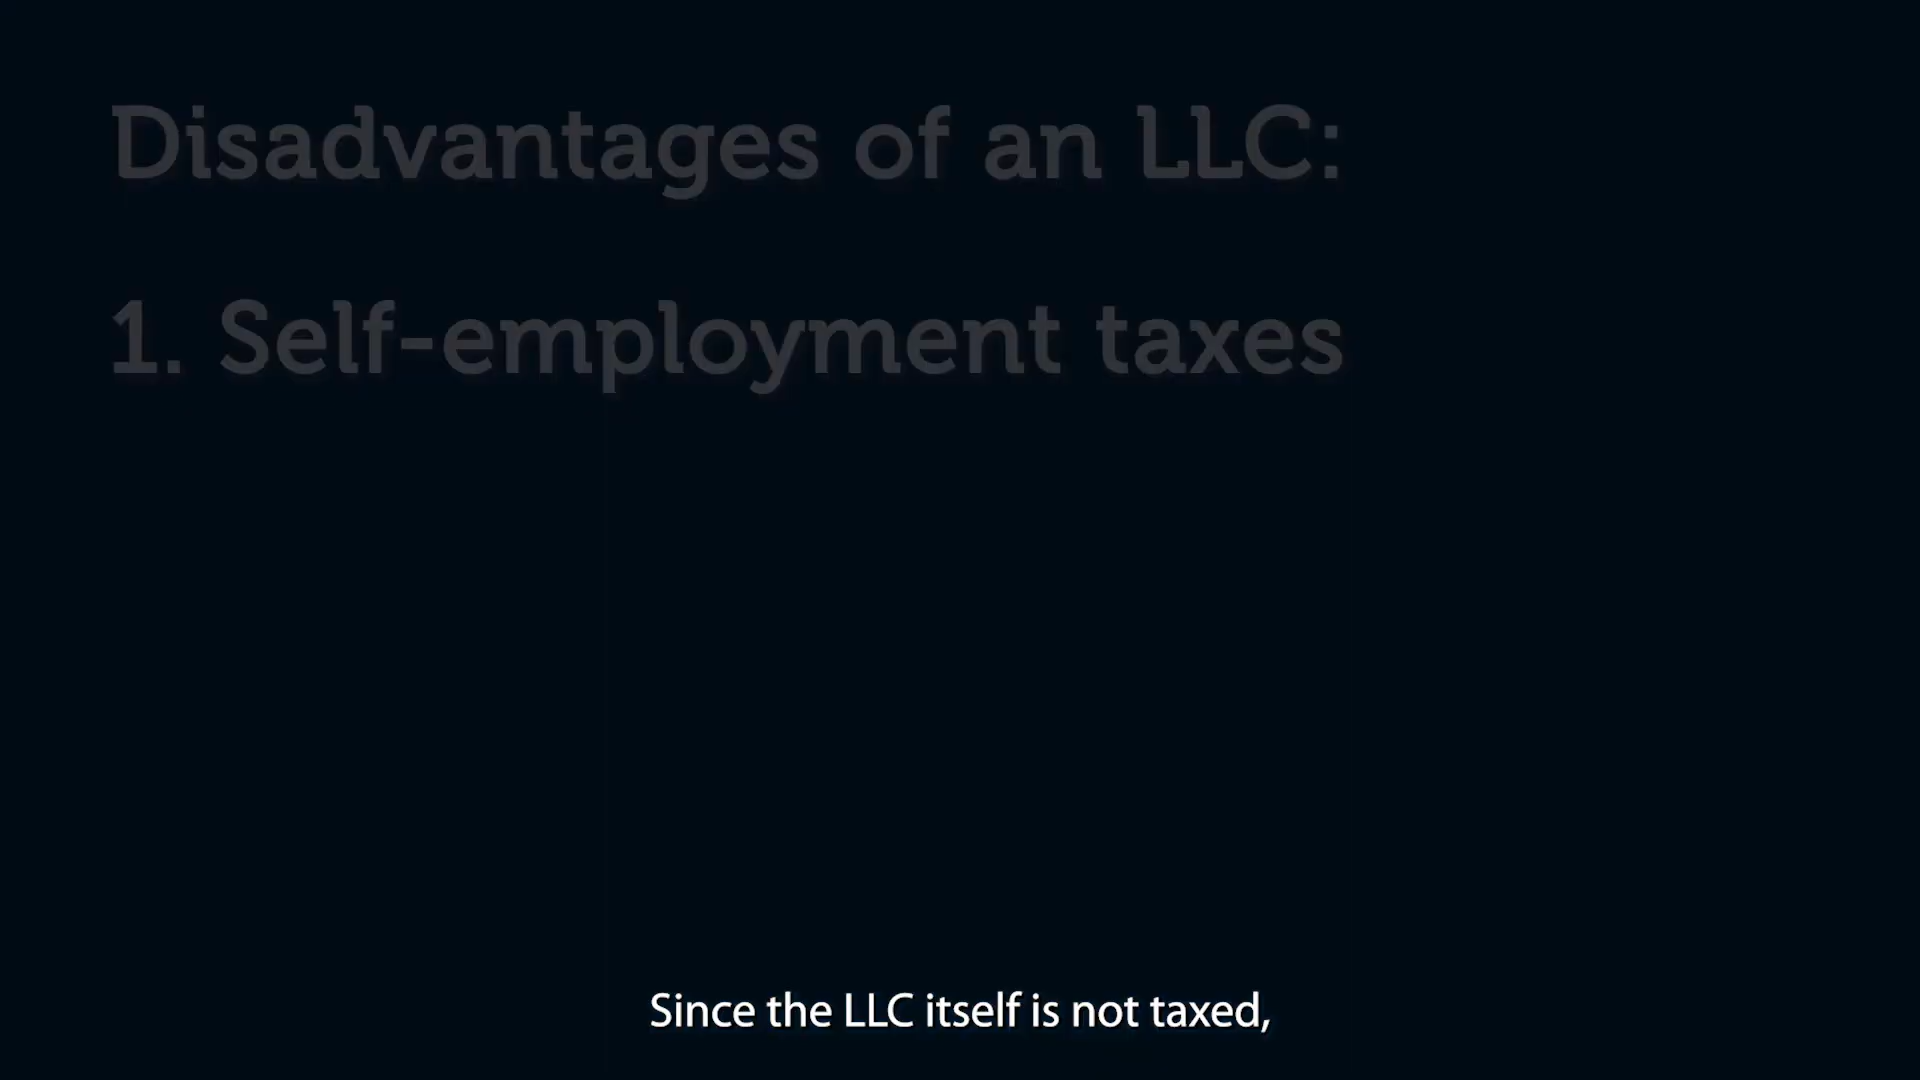 Disadvantages of an LLC:
1. Self-employment taxes
Since the LLC itself is not taxed,